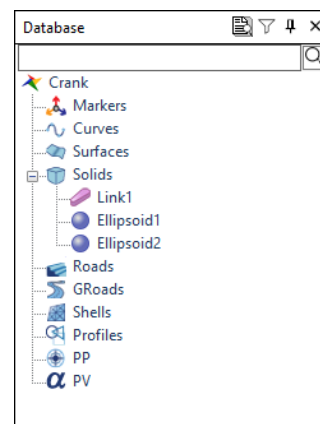 Database
Crank
Markers
Curves
Surfaces
Solids
Link1
Ellipsoid1
Ellipsoid2
Roads
GRoads
Shells
Profiles
PP
PV